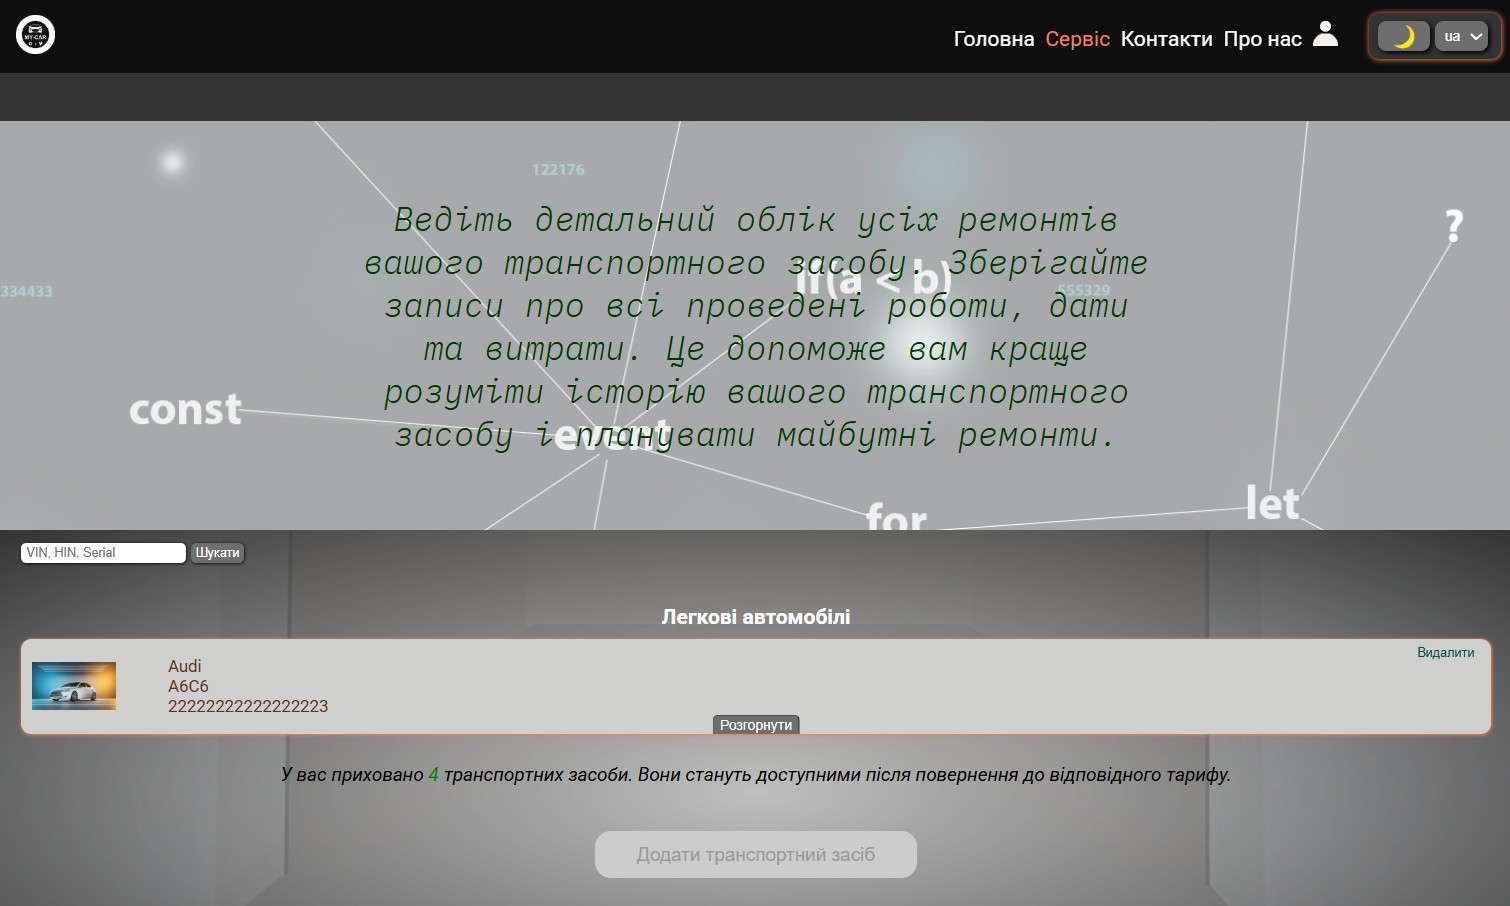 MY-CAR
Головна Сервіс Контакти Про нас
ua
122176
?
Ведіть детальний облік усіх ремонтів
вашого транспортного засобу. Зберігайте
if(a < b)
334433
555329
записи про всі проведені роботи, дати
та витрати. Це допоможе вам краще
розуміти історію вашого транспортного
const
засобу і планувати майбутні ремонти.
event
let
for
VIN, HIN, Serial Шукати
Легкові автомобілі
Видалити
Audi
A6C6
22222222222222223
Розгорнути
У вас приховано 4 транспортних засоби. Вони стануть доступними після повернення до відповідного тарифу.
Додати транспортний засіб